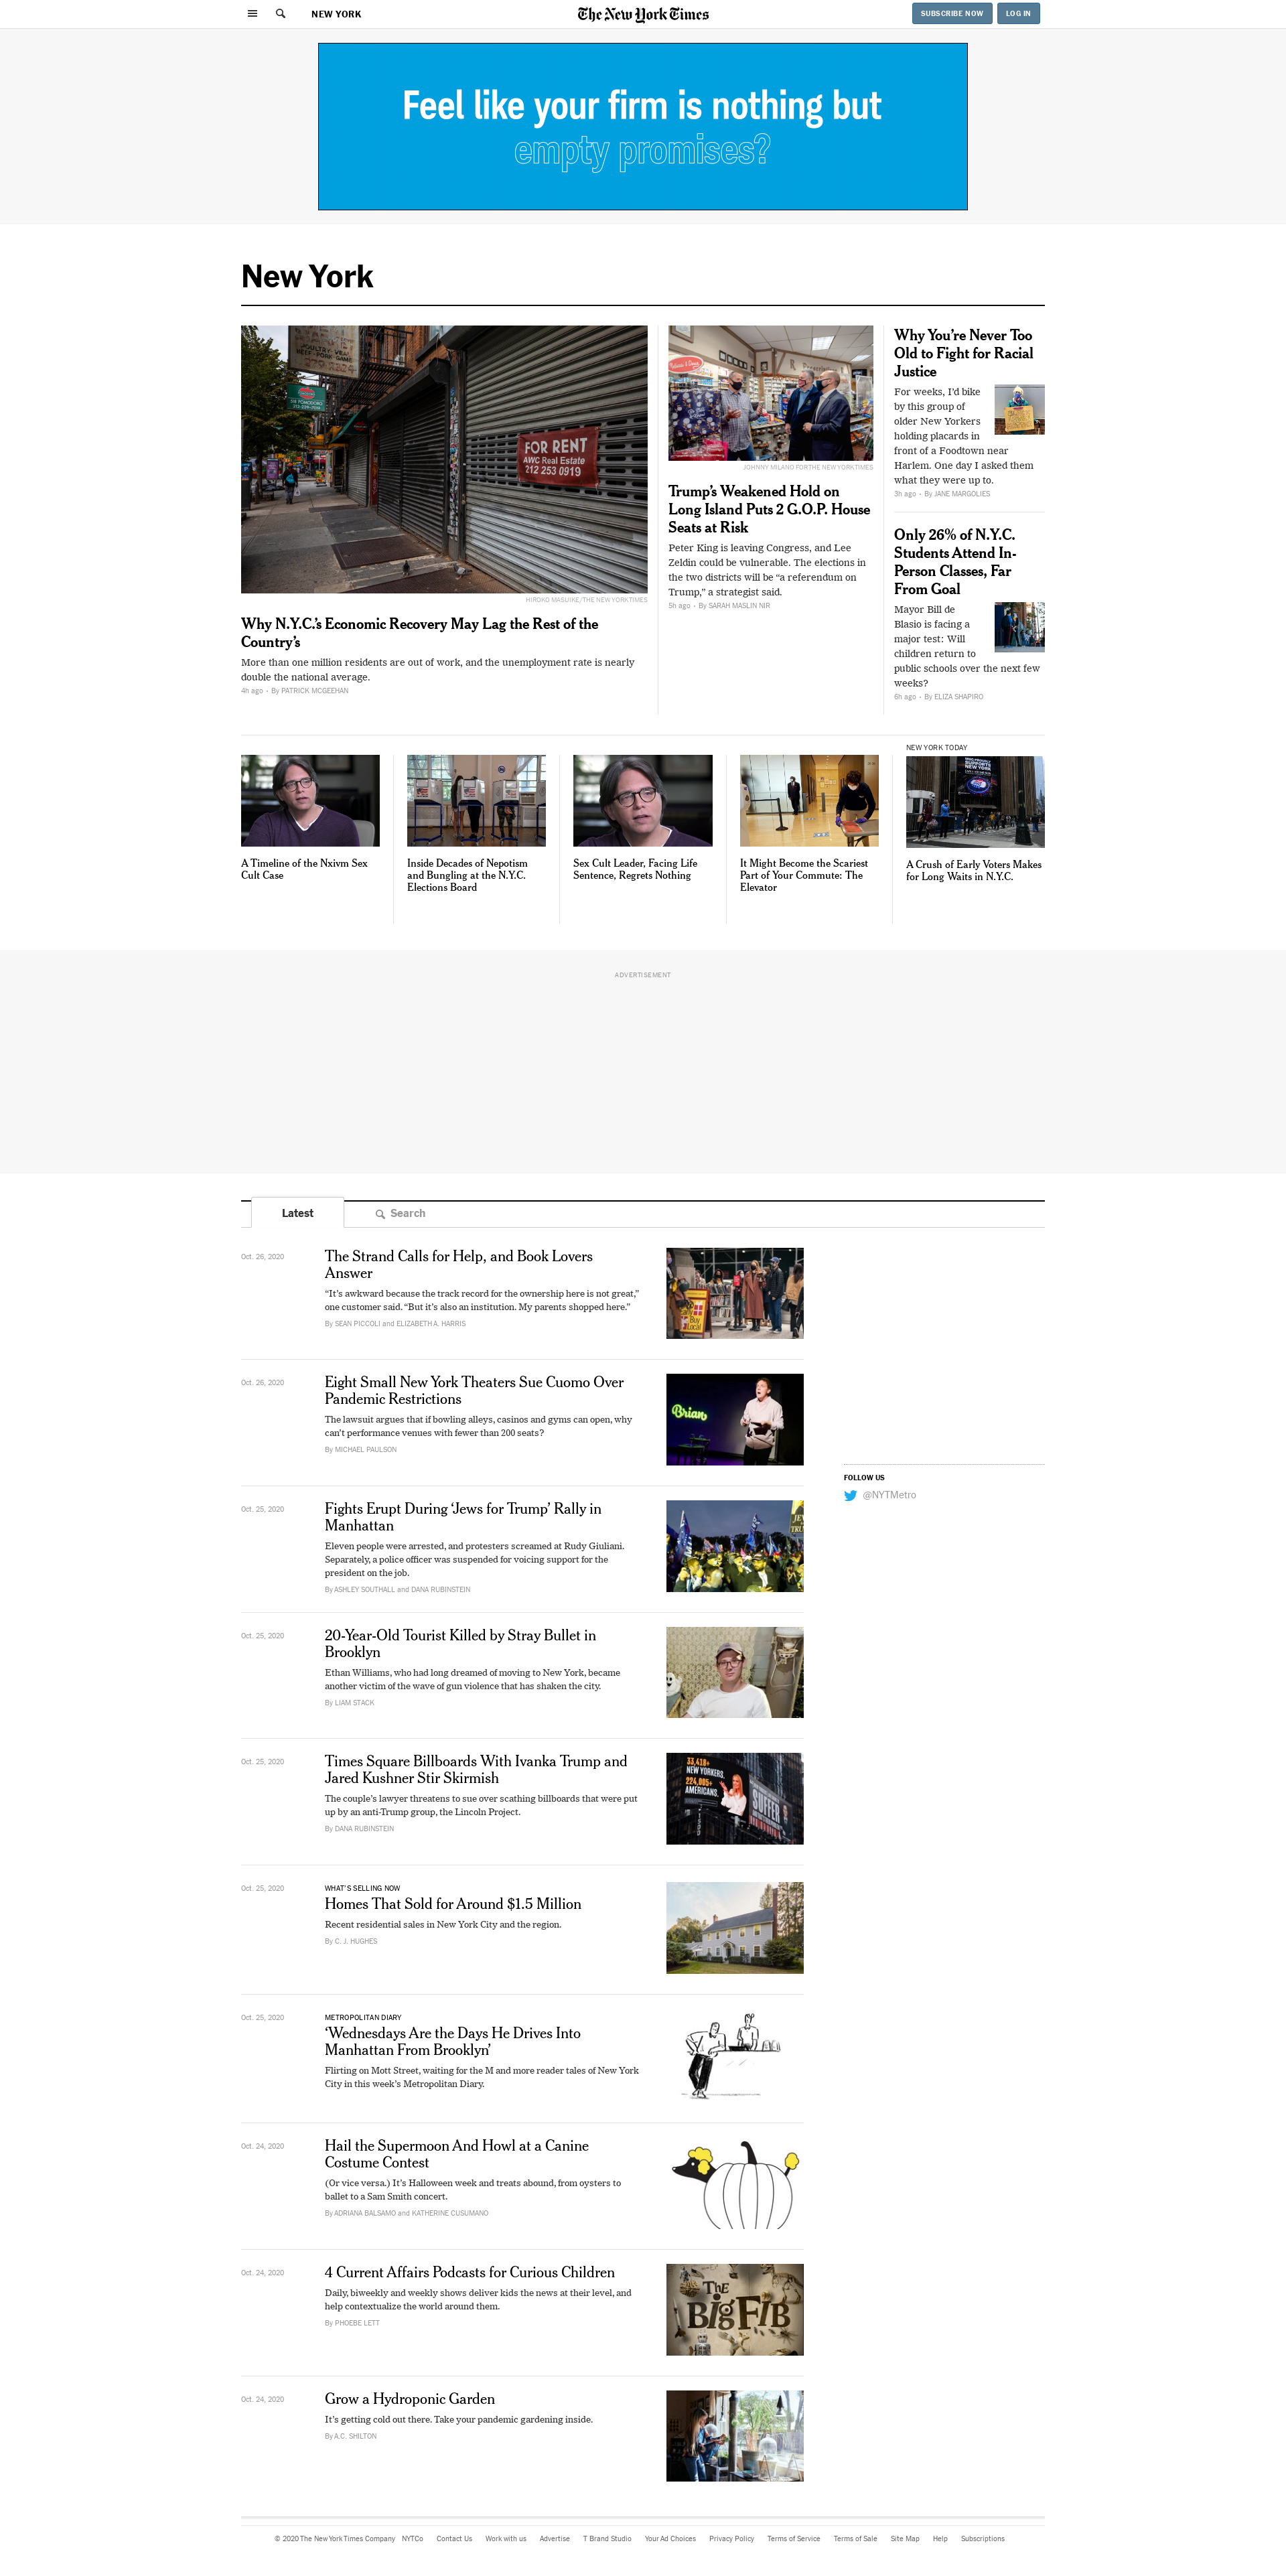 NEW YORK
The New York Times
SUBSCRIBE NOW
LOG IN
Feel like your firm is nothing but
empty promises?
New York
FOR RENT
AWC Real Estate
212 253 0919
HIROKO MASUIKE/THE NEW YORK TIMES
Why N.Y.C.’s Economic Recovery May Lag the Rest of the
Country’s
More than one million residents are out of work, and the unemployment rate is nearly
double the national average.
4h ago • By PATRICK MCGEEHAN
JOHNNY MILANO FOR THE NEW YORK TIMES
Trump’s Weakened Hold on
Long Island Puts 2 G.O.P. House
Seats at Risk
Peter King is leaving Congress, and Lee
Zeldin could be vulnerable. The elections in
the two districts will be “a referendum on
Trump,” a strategist said.
5h ago • By SARAH MASLIN NIR
Why You’re Never Too
Old to Fight for Racial
Justice
For weeks, I’d bike
by this group of
older New Yorkers
holding placards in
front of a Foodtown near
Harlem. One day I asked them
what they were up to.
3h ago • By JANE MARGOLIES
Only 26% of N.Y.C.
Students Attend In-
Person Classes, Far
From Goal
Mayor Bill de
Blasio is facing a
major test: Will
children return to
public schools over the next few
weeks?
6h ago • By ELIZA SHAPIRO
A Timeline of the Nxivm Sex
Cult Case
Inside Decades of Nepotism
and Bungling at the N.Y.C.
Elections Board
Sex Cult Leader, Facing Life
Sentence, Regrets Nothing
It Might Become the Scariest
Part of Your Commute: The
Elevator
NEW YORK TODAY
SUPPORTS
NEW YORK
A Crush of Early Voters Makes
for Long Waits in N.Y.C.
ADVERTISEMENT
Latest
Search
Oct. 26, 2020
The Strand Calls for Help, and Book Lovers
Answer
“It’s awkward because the track record for the ownership here is not great,”
one customer said. “But it’s also an institution. My parents shopped here.”
By SEAN PICCOLI and ELIZABETH A. HARRIS
Buy
Local
Oct. 26, 2020
Eight Small New York Theaters Sue Cuomo Over
Pandemic Restrictions
The lawsuit argues that if bowling alleys, casinos and gyms can open, why
can’t performance venues with fewer than 200 seats?
By MICHAEL PAULSON
Brian
FOLLOW US
@NYTMetro
Oct. 25, 2020
Fights Erupt During ‘Jews for Trump’ Rally in
Manhattan
Eleven people were arrested, and protesters screamed at Rudy Giuliani.
Separately, a police officer was suspended for voicing support for the
president on the job.
By ASHLEY SOUTHALL and DANA RUBINSTEIN
Oct. 25, 2020
20-Year-Old Tourist Killed by Stray Bullet in
Brooklyn
Ethan Williams, who had long dreamed of moving to New York, became
another victim of the wave of gun violence that has shaken the city.
By LIAM STACK
Oct. 25, 2020
Times Square Billboards With Ivanka Trump and
Jared Kushner Stir Skirmish
The couple’s lawyer threatens to sue over scathing billboards that were put
up by an anti-Trump group, the Lincoln Project.
By DANA RUBINSTEIN
33,418+
NEW YORKERS.
224,005+
AMERICANS.
SUFFER
Oct. 25, 2020
WHAT’S SELLING NOW
Homes That Sold for Around $1.5 Million
Recent residential sales in New York City and the region.
By C. J. HUGHES
Oct. 25, 2020
METROPOLITAN DIARY
‘Wednesdays Are the Days He Drives Into
Manhattan From Brooklyn’
Flirting on Mott Street, waiting for the M and more reader tales of New York
City in this week’s Metropolitan Diary.
Oct. 24, 2020
Hail the Supermoon And Howl at a Canine
Costume Contest
(Or vice versa.) It’s Halloween week and treats abound, from oysters to
ballet to a Sam Smith concert.
By ADRIANA BALSAMO and KATHERINE CUSUMANO
Oct. 24, 2020
4 Current Affairs Podcasts for Curious Children
Daily, biweekly and weekly shows deliver kids the news at their level, and
help contextualize the world around them.
By PHOEBE LETT
THE
BIG FIB
Oct. 24, 2020
Grow a Hydroponic Garden
It’s getting cold out there. Take your pandemic gardening inside.
By A.C. SHILTON
© 2020 The New York Times Company NYTCo Contact Us Work with us Advertise T Brand Studio Your Ad Choices Privacy Policy Terms of Service Terms of Sale Site Map Help Subscriptions